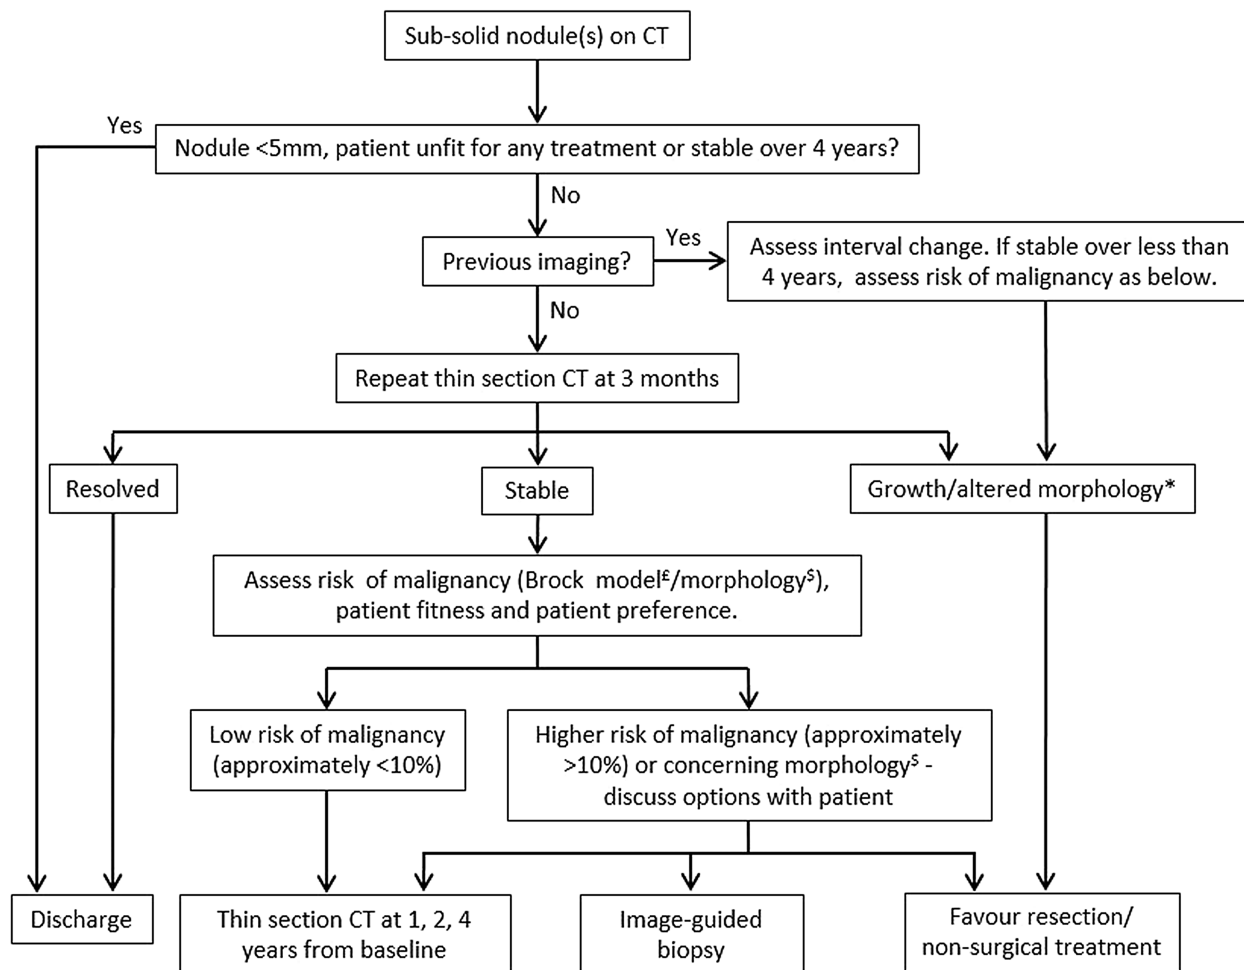 Sub-solid nodule(s) on CT
Yes
Nodule <5mm, patient unfit for any treatment or stable over 4 years?
No
Previous imaging?
Yes
Assess interval change. If stable over less than
4 years, assess risk of malignancy as below.
No
Repeat thin section CT at 3 months
Resolved
Stable
Growth/altered morphology*
Assess risk of malignancy (Brock model£/morphology$),
patient fitness and patient preference.
Low risk of malignancy
(approximately <10%)
Higher risk of malignancy (approximately
>10%) or concerning morphology$ -
discuss options with patient
Discharge
Thin section CT at 1, 2, 4
years from baseline
Image-guided
biopsy
Favour resection/
non-surgical treatment